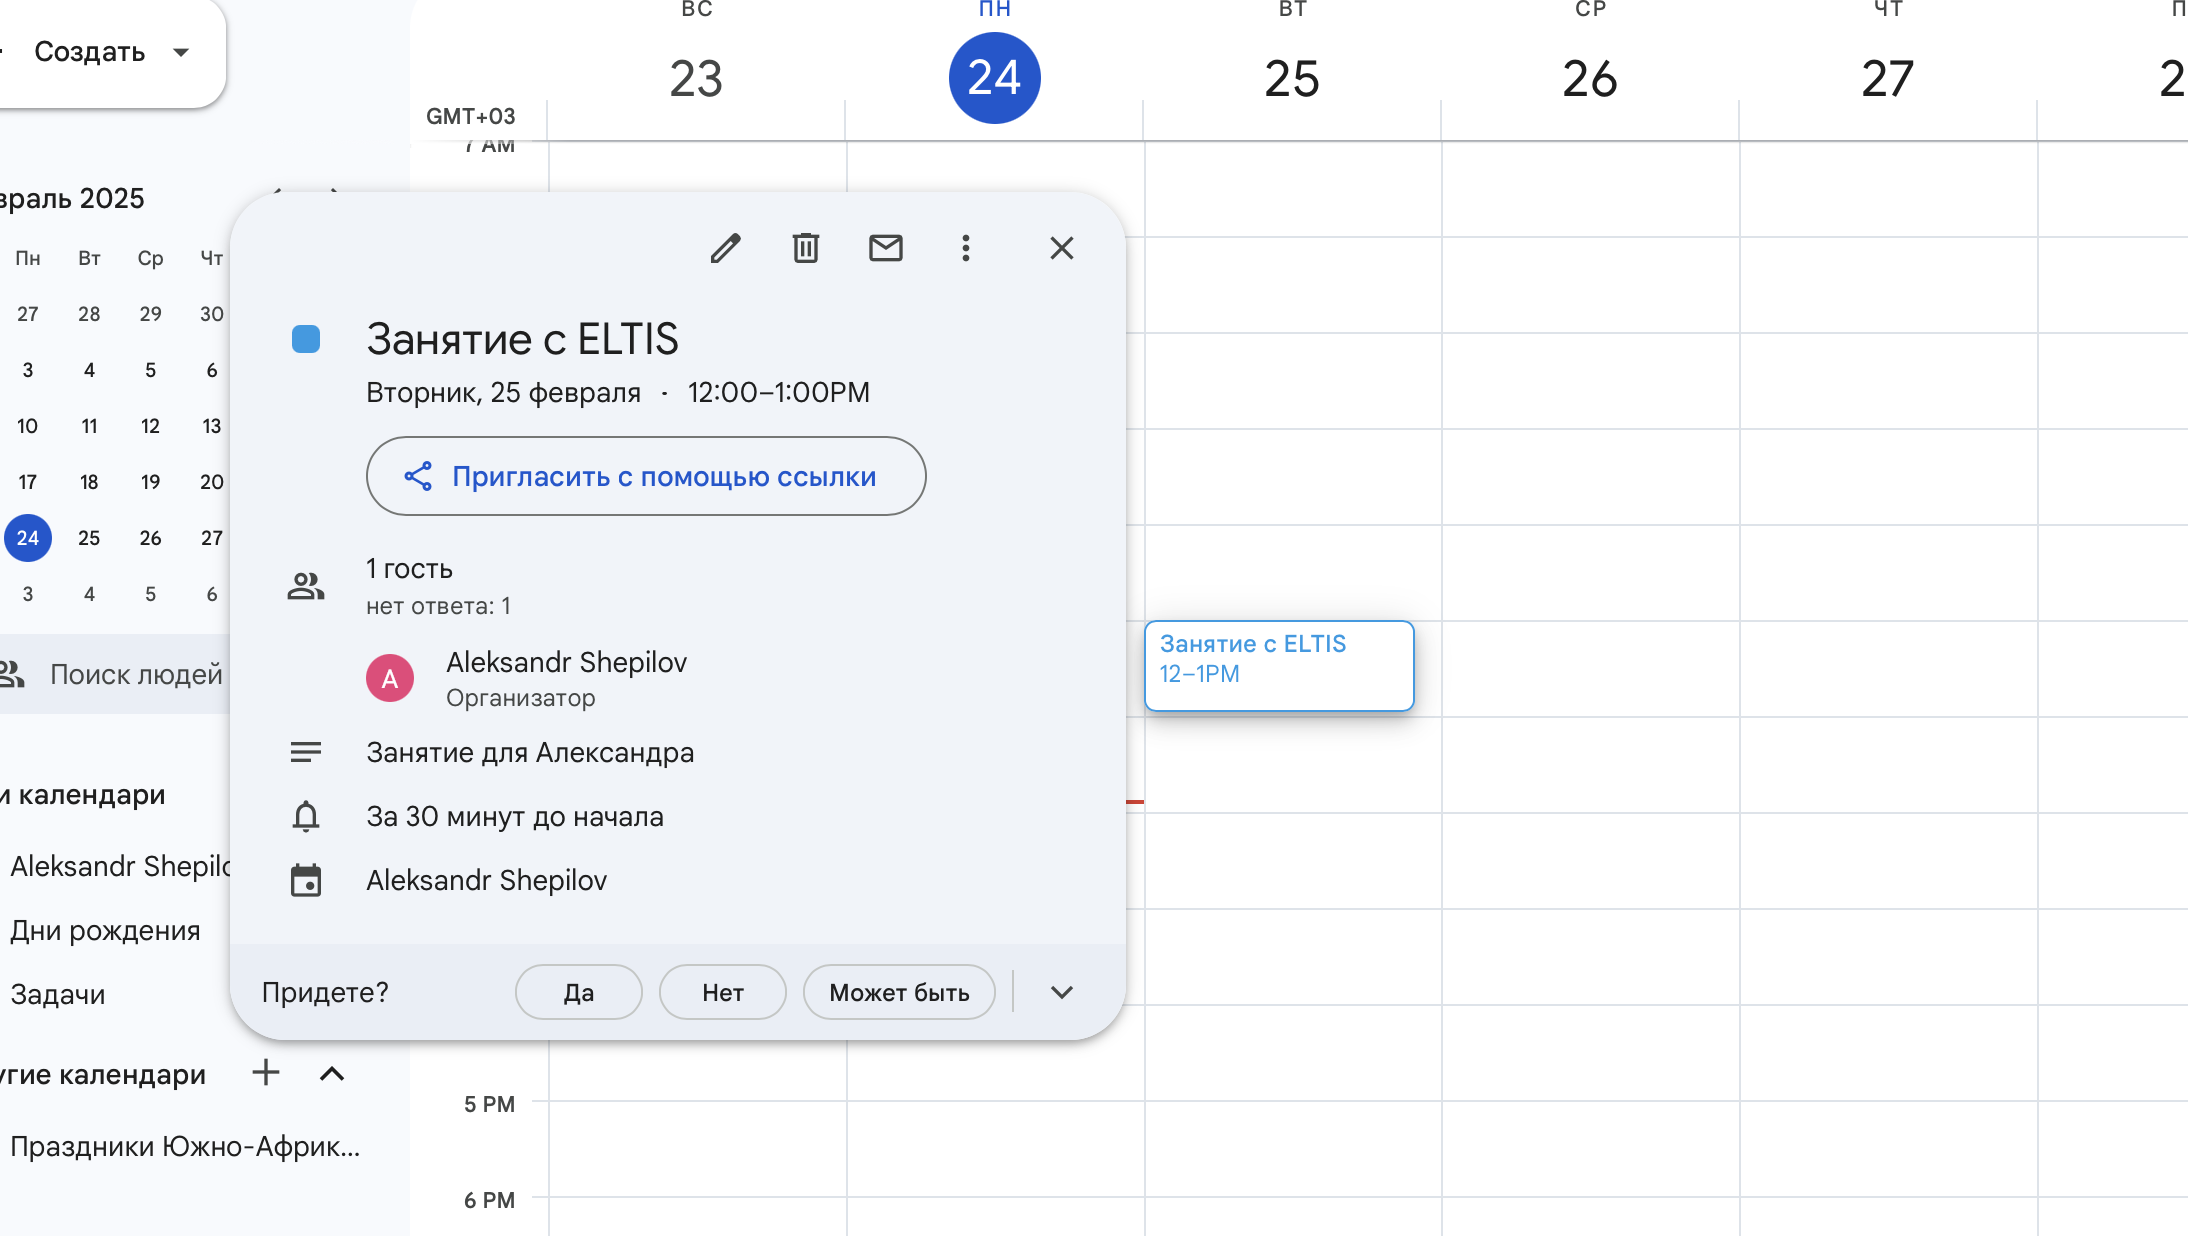 Создать
ВС
ПН
ВТ
СР
ЧТ
23
24
25
26
27
GMT+03
7 AM
2025
Пн Вт Ср Чт
27 28 29 30
3 4 5 6
10 11 12 13
17 18 19 20
24 25 26 27
3 4 5 6
Поиск людей
календари
Aleksandr
Дни рождения
Задачи
календари
Праздники Южно-Африк...
Занятие с ELTIS
Вторник, 25 февраля · 12:00–1:00PM
Пригласить с помощью ссылки
1 гость
нет ответа: 1
A
Aleksandr Shepilov
Организатор
Занятие для Александра
За 30 минут до начала
Aleksandr Shepilov
Придете?
Да
Нет
Может быть
Занятие с ELTIS
12–1PM
5 PM
6 PM